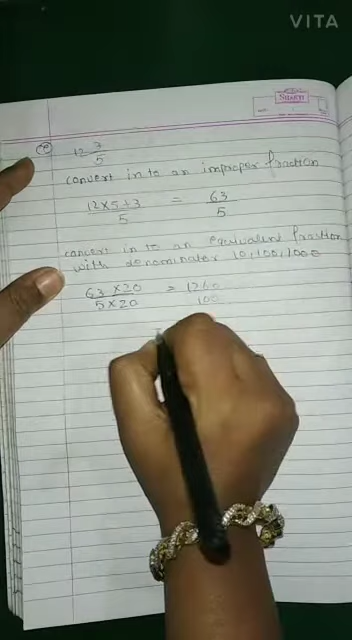 VITA
SHAKTI
12 3/5
convert in to an improper fraction
12×5+3/5 = 63/5
convert in to an equivalent fraction
with denominator 10,100,1000
63×20/5×20 = 1260/100